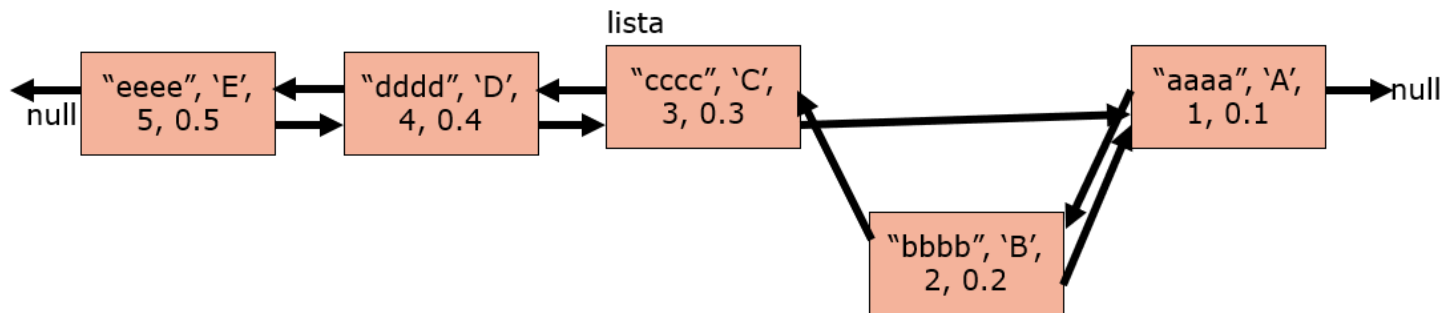 lista
null
“eeee”, ‘E’,
5, 0.5
“dddd”, ‘D’,
4, 0.4
“cccc”, ‘C’,
3, 0.3
“aaaa”, ‘A’,
1, 0.1
null
“bbbb”, ‘B’,
2, 0.2